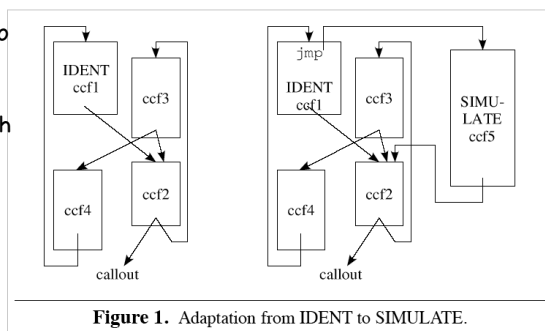 IDENT
ccf1
ccf3
ccf4
ccf2
callout
jmp
IDENT
ccf1
ccf3
SIMU-
LATE
ccf5
ccf4
ccf2
callout
Figure 1. Adaptation from IDENT to SIMULATE.